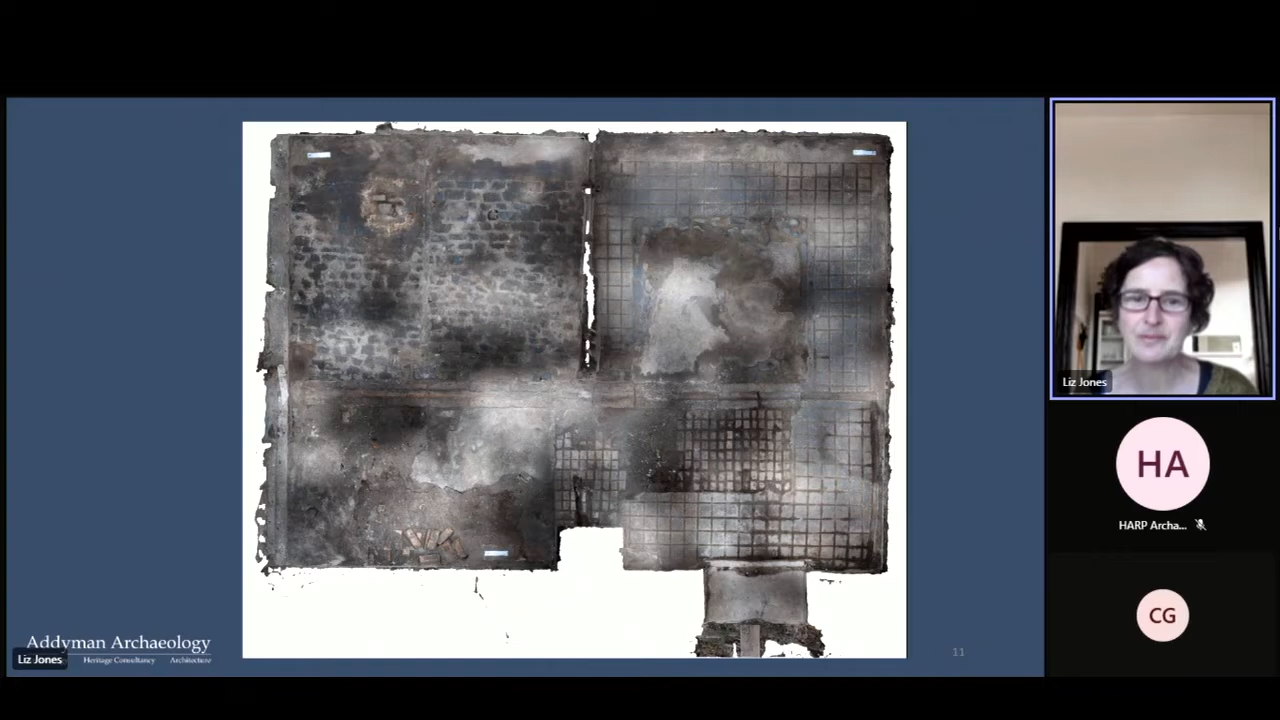 Addyman Archaeology
Heritage Consultancy Architecture
Liz Jones
11
Liz Jones
HA
HARP Archa...
CG